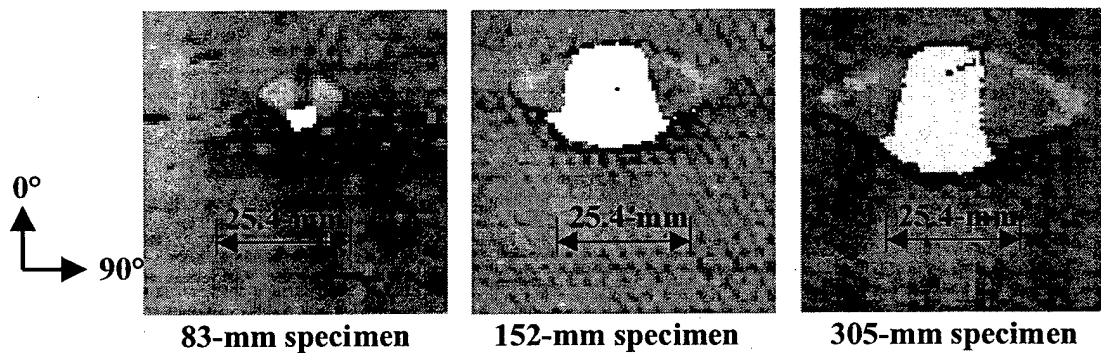 0°
90°
25.4-mm
25.4-mm
25.4-mm
83-mm specimen
152-mm specimen
305-mm specimen